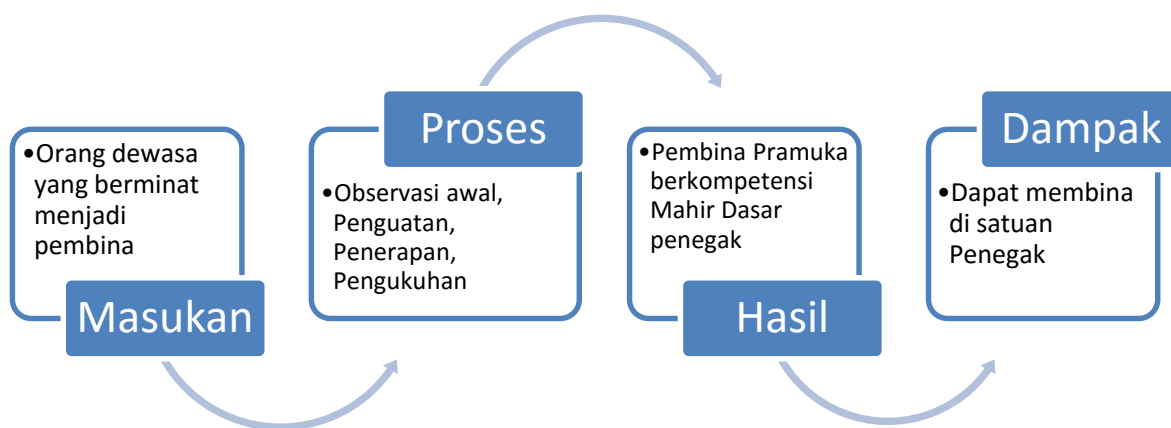 •Orang dewasa
yang berminat
menjadi
pembina
Masukan
Proses
•Observasi awal,
Penguatan,
Penerapan,
Pengukuhan
•Pembina Pramuka
berkompetensi
Mahir Dasar
penegak
Hasil
Dampak
•Dapat membina
di satuan
Penegak